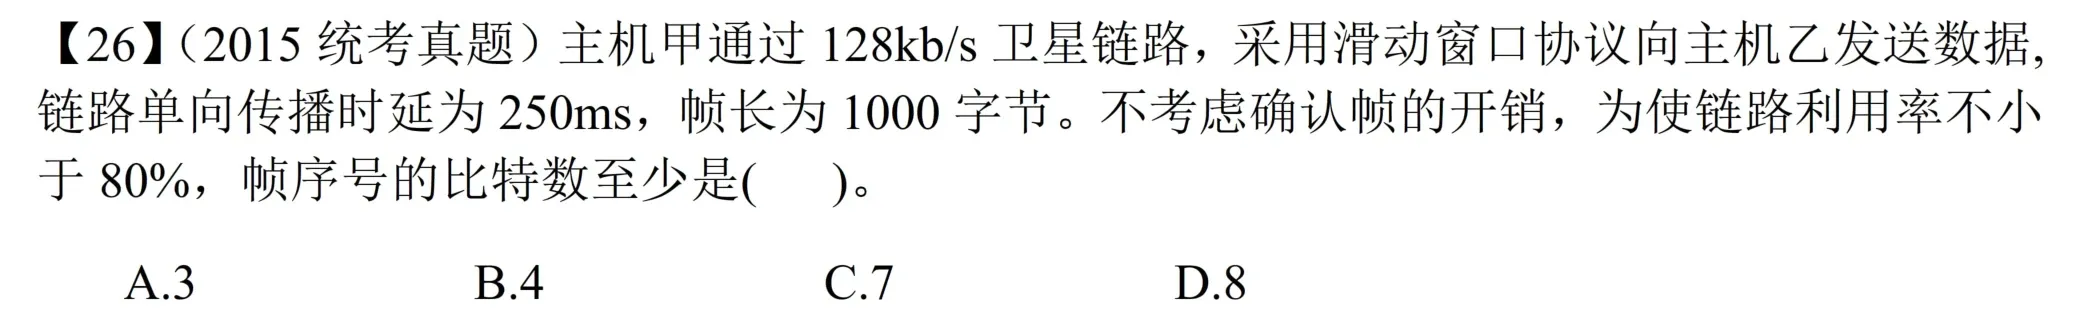 【26】（2015 统考真题）主机甲通过 128kb/s 卫星链路，采用滑动窗口协议向主机乙发送数据，
链路单向传播时延为 250ms，帧长为 1000 字节。不考虑确认帧的开销，为使链路利用率不小
于 80%，帧序号的比特数至少是(    )。
A.3 B.4 C.7 D.8